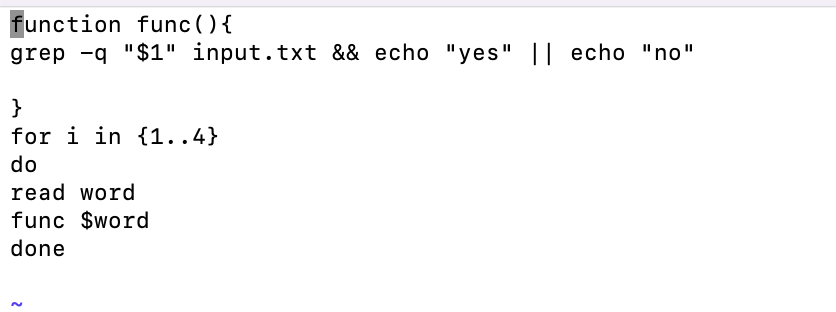 function func(){
grep -q "$1" input.txt && echo "yes" || echo "no"
}
for i in {1..4}
do
read word
func $word
done
~